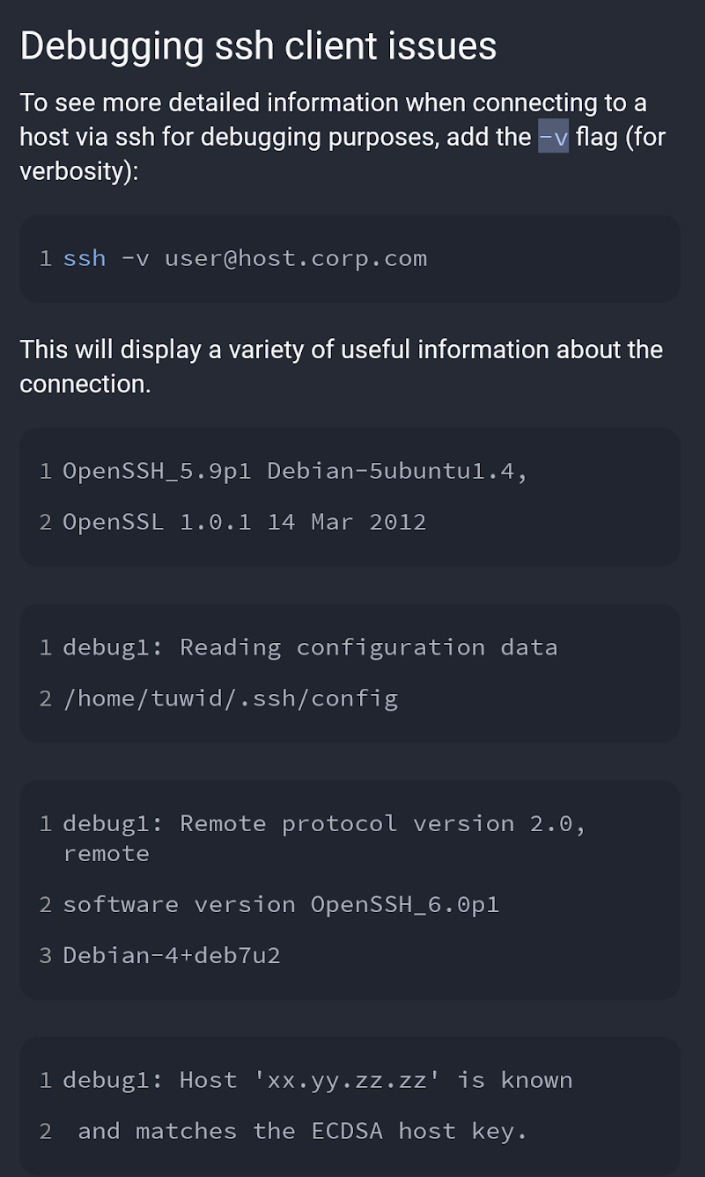 Debugging ssh client issues
To see more detailed information when connecting to a
host via ssh for debugging purposes, add the -v flag (for
verbosity):
1 ssh -v user@host.corp.com
This will display a variety of useful information about the
connection.
1 OpenSSH_5.9p1 Debian-5ubuntu1.4,
2 OpenSSL 1.0.1 14 Mar 2012
1 debug1: Reading configuration data
2 /home/tuwid/.ssh/config
1 debug1: Remote protocol version 2.0,
remote
2 software version OpenSSH_6.0p1
3 Debian-4+deb7u2
1 debug1: Host 'xx.yy.zz.zz' is known
2 and matches the ECDSA host key.